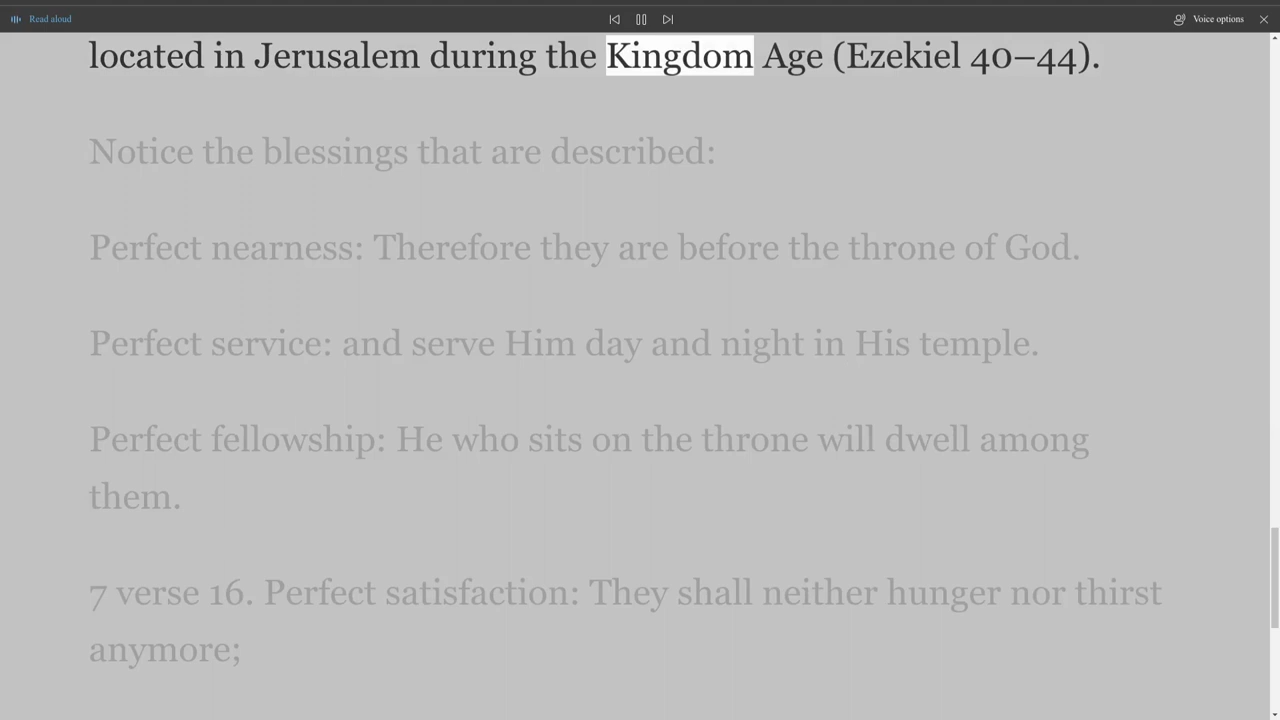 Read aloud
Voice options
located in Jerusalem during the Kingdom Age (Ezekiel 40–44).
Notice the blessings that are described:
Perfect nearness: Therefore they are before the throne of God.
Perfect service: and serve Him day and night in His temple.
Perfect fellowship: He who sits on the throne will dwell among
them.
7 verse 16. Perfect satisfaction: They shall neither hunger nor thirst
anymore;